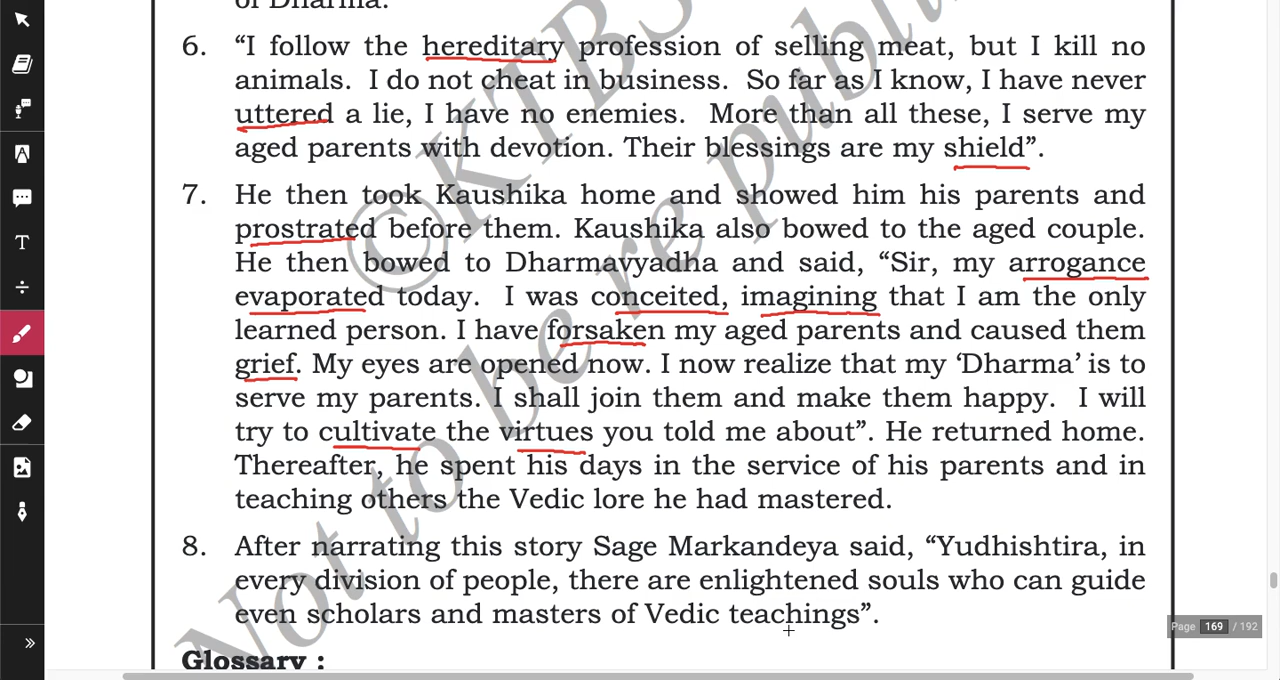 of Dharma.
6. “I follow the hereditary profession of selling meat, but I kill no
animals. I do not cheat in business. So far as I know, I have never
uttered a lie, I have no enemies. More than all these, I serve my
aged parents with devotion. Their blessings are my shield”.
7. He then took Kaushika home and showed him his parents and
prostrated before them. Kaushika also bowed to the aged couple.
He then bowed to Dharmavyadha and said, “Sir, my arrogance
evaporated today. I was conceited, imagining that I am the only
learned person. I have forsaken my aged parents and caused them
grief. My eyes are opened now. I now realize that my ‘Dharma’ is to
serve my parents. I shall join them and make them happy. I will
try to cultivate the virtues you told me about”. He returned home.
Thereafter, he spent his days in the service of his parents and in
teaching others the Vedic lore he had mastered.
8. After narrating this story Sage Markandeya said, “Yudhishtira, in
every division of people, there are enlightened souls who can guide
even scholars and masters of Vedic teachings”.
Page 169 / 192
Glossary :
©KTBS
Not to be re publi